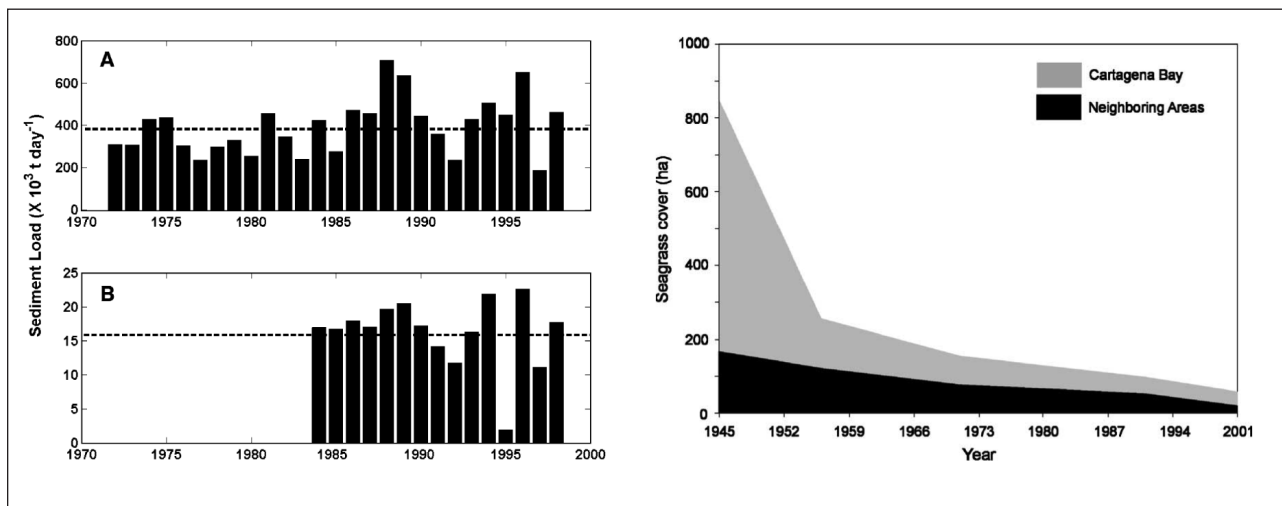 A
Sediment Load (X 10³ t day⁻¹)
800
600
400
200
0
1970 1975 1980 1985 1990 1995
B
25
20
15
10
5
0
1970 1975 1980 1985 1990 1995 2000
Seagrass cover (ha)
1000
800
600
400
200
0
Cartagena Bay
Neighboring Areas
1945 1952 1959 1966 1973 1980 1987 1994 2001
Year